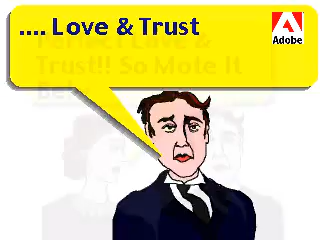 .... Love & Trust
Adobe
Perfect Love &
Trust!! So Mote It
Be!